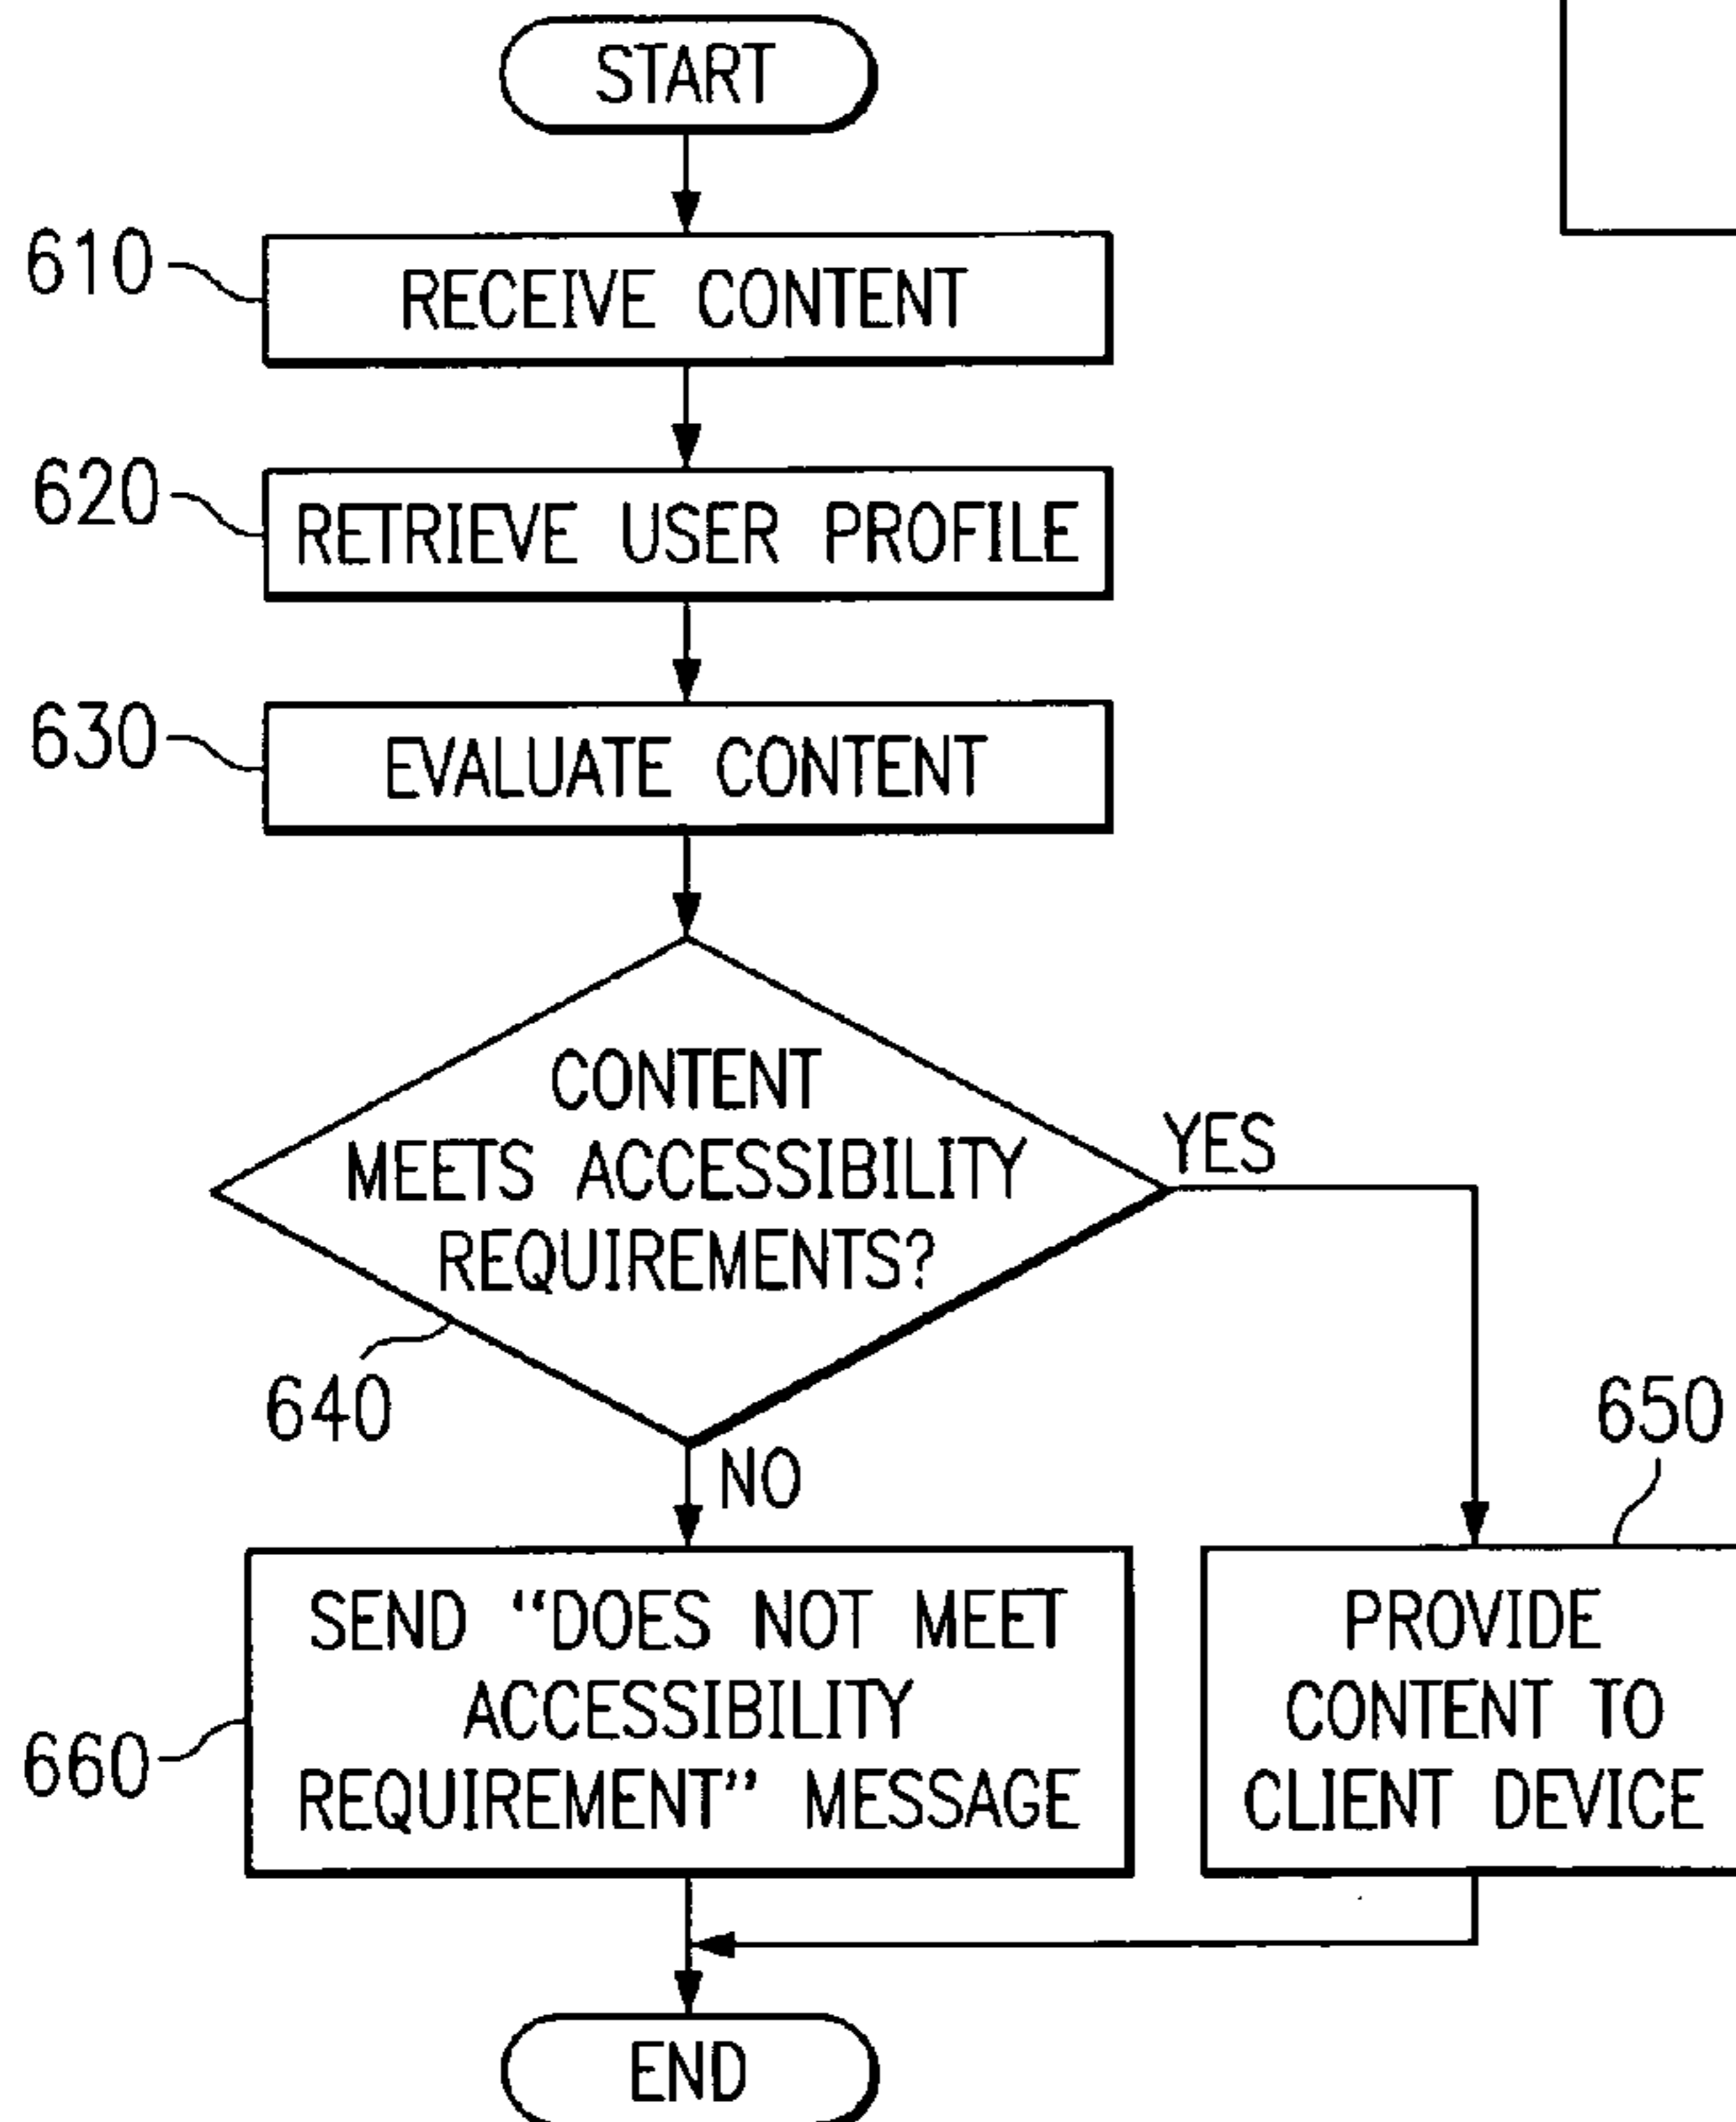 START
610
RECEIVE CONTENT
620
RETRIEVE USER PROFILE
630
EVALUATE CONTENT
CONTENT
MEETS ACCESSIBILITY
REQUIREMENTS?
YES
640
NO
650
SEND “DOES NOT MEET
ACCESSIBILITY
REQUIREMENT” MESSAGE
660
PROVIDE
CONTENT TO
CLIENT DEVICE
END